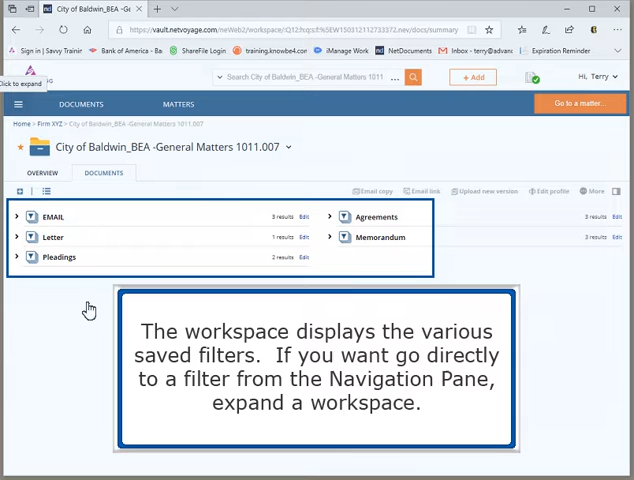 City of Baldwin_BEA -General Ma
https://vault.netvoyage.com/neWeb2/workspace/
.nev/docs/summary
Sign in | Savvy Trainin
Bank of America - Ba
ShareFile Login
training.knowbe4.com
iManage Work
NetDocuments
Inbox - terry@advanc
Expiration Reminder
Click to expand
Search City of Baldwin_BEA -General Matters 1011 ...
+ Add
Hi, Terry
DOCUMENTS
MATTERS
Go to a matter...
Home > Firm XYZ > City of Baldwin_BEA -General Matters 1011.007
City of Baldwin_BEA -General Matters 1011.007
OVERVIEW
DOCUMENTS
Email copy
Email link
Upload new version
Edit profile
More
EMAIL 3 results Edit
Agreements 3 results Edit
Letter 1 results Edit
Memorandum 3 results Edit
Pleadings 2 results Edit
The workspace displays the various
saved filters. If you want go directly
to a filter from the Navigation Pane,
expand a workspace.